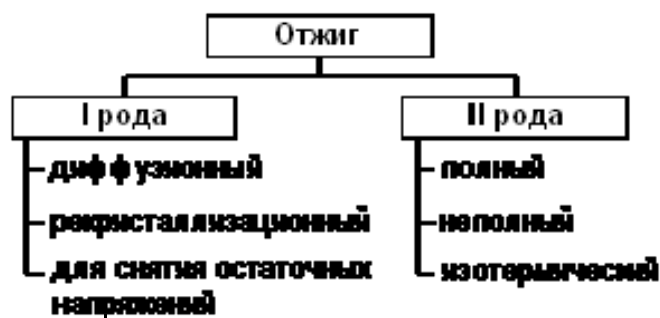 Отжиг
I рода
II рода
диффузионный
рекристаллизационный
для снятия остаточных
напряжений
полный
неполный
изотермический